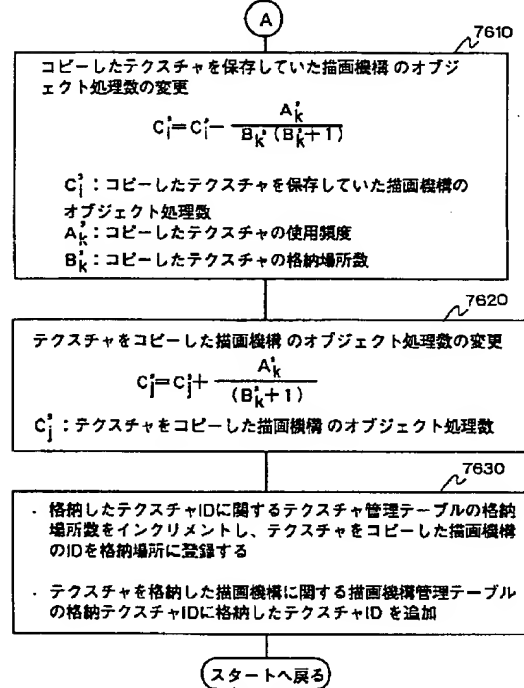 A
7610
コピーしたテクスチャを保存していた描画機構のオブジ
ェクト処理数の変更
C'i=C'i− A'k / B'k (B'k+1)
C'i：コピーしたテクスチャを保存していた描画機構の
オブジェクト処理数
A'k：コピーしたテクスチャの使用頻度
B'k：コピーしたテクスチャの格納場所数
7620
テクスチャをコピーした描画機構のオブジェクト処理数の変更
C'j=C'j+ A'k / (B'k+1)
C'j：テクスチャをコピーした描画機構のオブジェクト処理数
7630
・ 格納したテクスチャIDに関するテクスチャ管理テーブルの格納
場所数をインクリメントし、テクスチャをコピーした描画機構
のIDを格納場所に登録する
・ テクスチャを格納した描画機構に関する描画機構管理テーブル
の格納テクスチャIDに格納したテクスチャIDを追加
スタートへ戻る